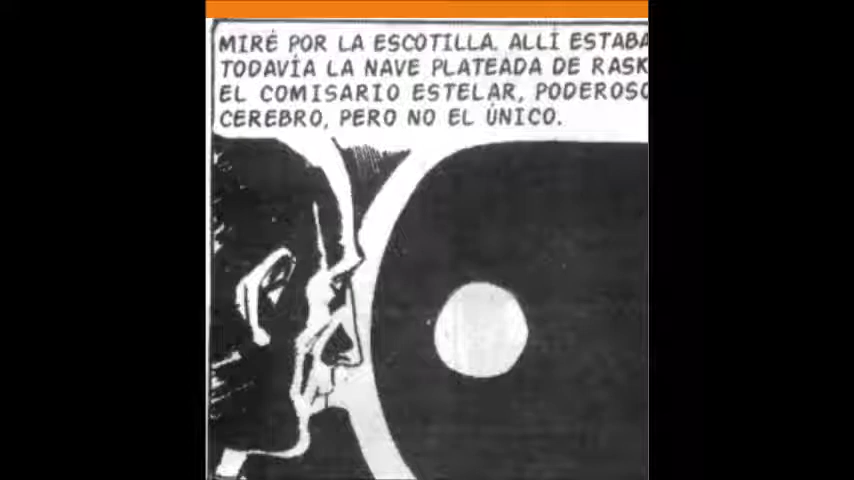 MIRÉ POR LA ESCOTILLA. ALLÍ ESTABA
TODAVÍA LA NAVE PLATEADA DE RASK
EL COMISARIO ESTELAR, PODEROSO
CEREBRO, PERO NO EL ÚNICO.